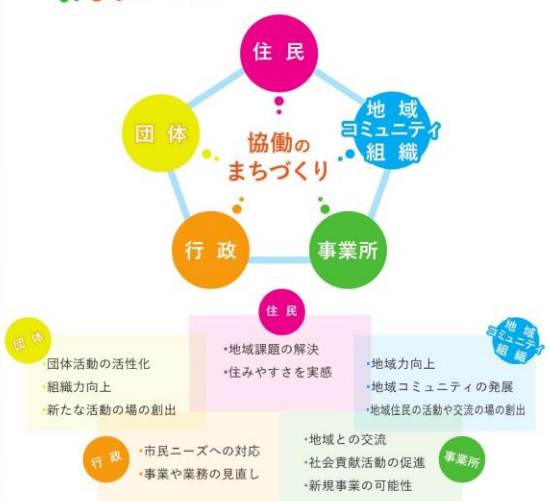 住 民
地 域
コミュニティ
組 織
団 体
協働の
まちづくり
行 政
事業所
住 民
・地域課題の解決
・住みやすさを実感
団 体
・団体活動の活性化
・組織力向上
・新たな活動の場の創出
地 域
コミュニティ
組 織
・地域力向上
・地域コミュニティの発展
・地域住民の活動や交流の場の創出
行 政
・市民ニーズへの対応
・事業や業務の見直し
・地域との交流
・社会貢献活動の促進
・新規事業の可能性
事業所